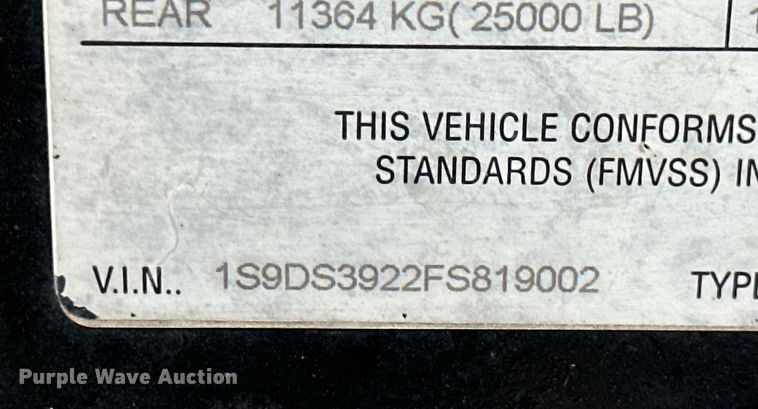 REAR 11364 KG( 25000 LB)
THIS VEHICLE CONFORMS
STANDARDS (FMVSS)
V.I.N.. 1S9DS3922FS819002
Purple Wave Auction